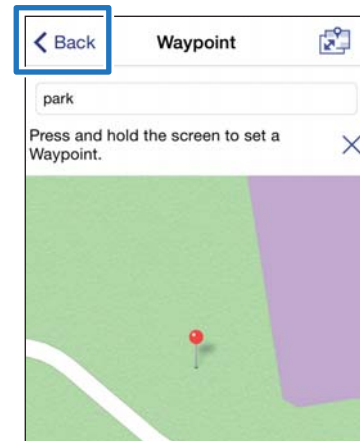 Back Waypoint
park
Press and hold the screen to set a
Waypoint.